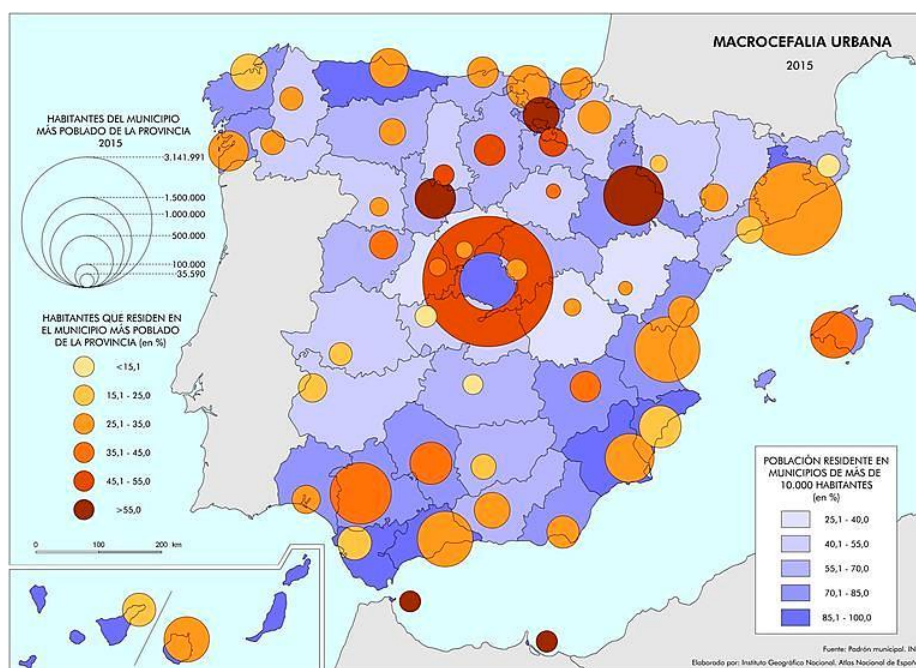 MACROCEFALIA URBANA
2015
HABITANTES DEL MUNICIPIO
MÁS POBLADO DE LA PROVINCIA
2015
3.141.991
1.500.000
1.000.000
500.000
100.000
35.590
HABITANTES QUE RESIDEN EN
EL MUNICIPIO MÁS POBLADO
DE LA PROVINCIA (en %)
<15,1
15,1 - 25,0
25,1 - 35,0
35,1 - 45,0
45,1 - 55,0
>55,0
0 100 200 km
POBLACIÓN RESIDENTE EN
MUNICIPIOS DE MÁS DE
10.000 HABITANTES
(en %)
25,1 - 40,0
40,1 - 55,0
55,1 - 70,0
70,1 - 85,0
85,1 - 100,0
Fuente: Padrón municipal. IN
Elaborado por: Instituto Geográfico Nacional. Atlas Nacional de Españ